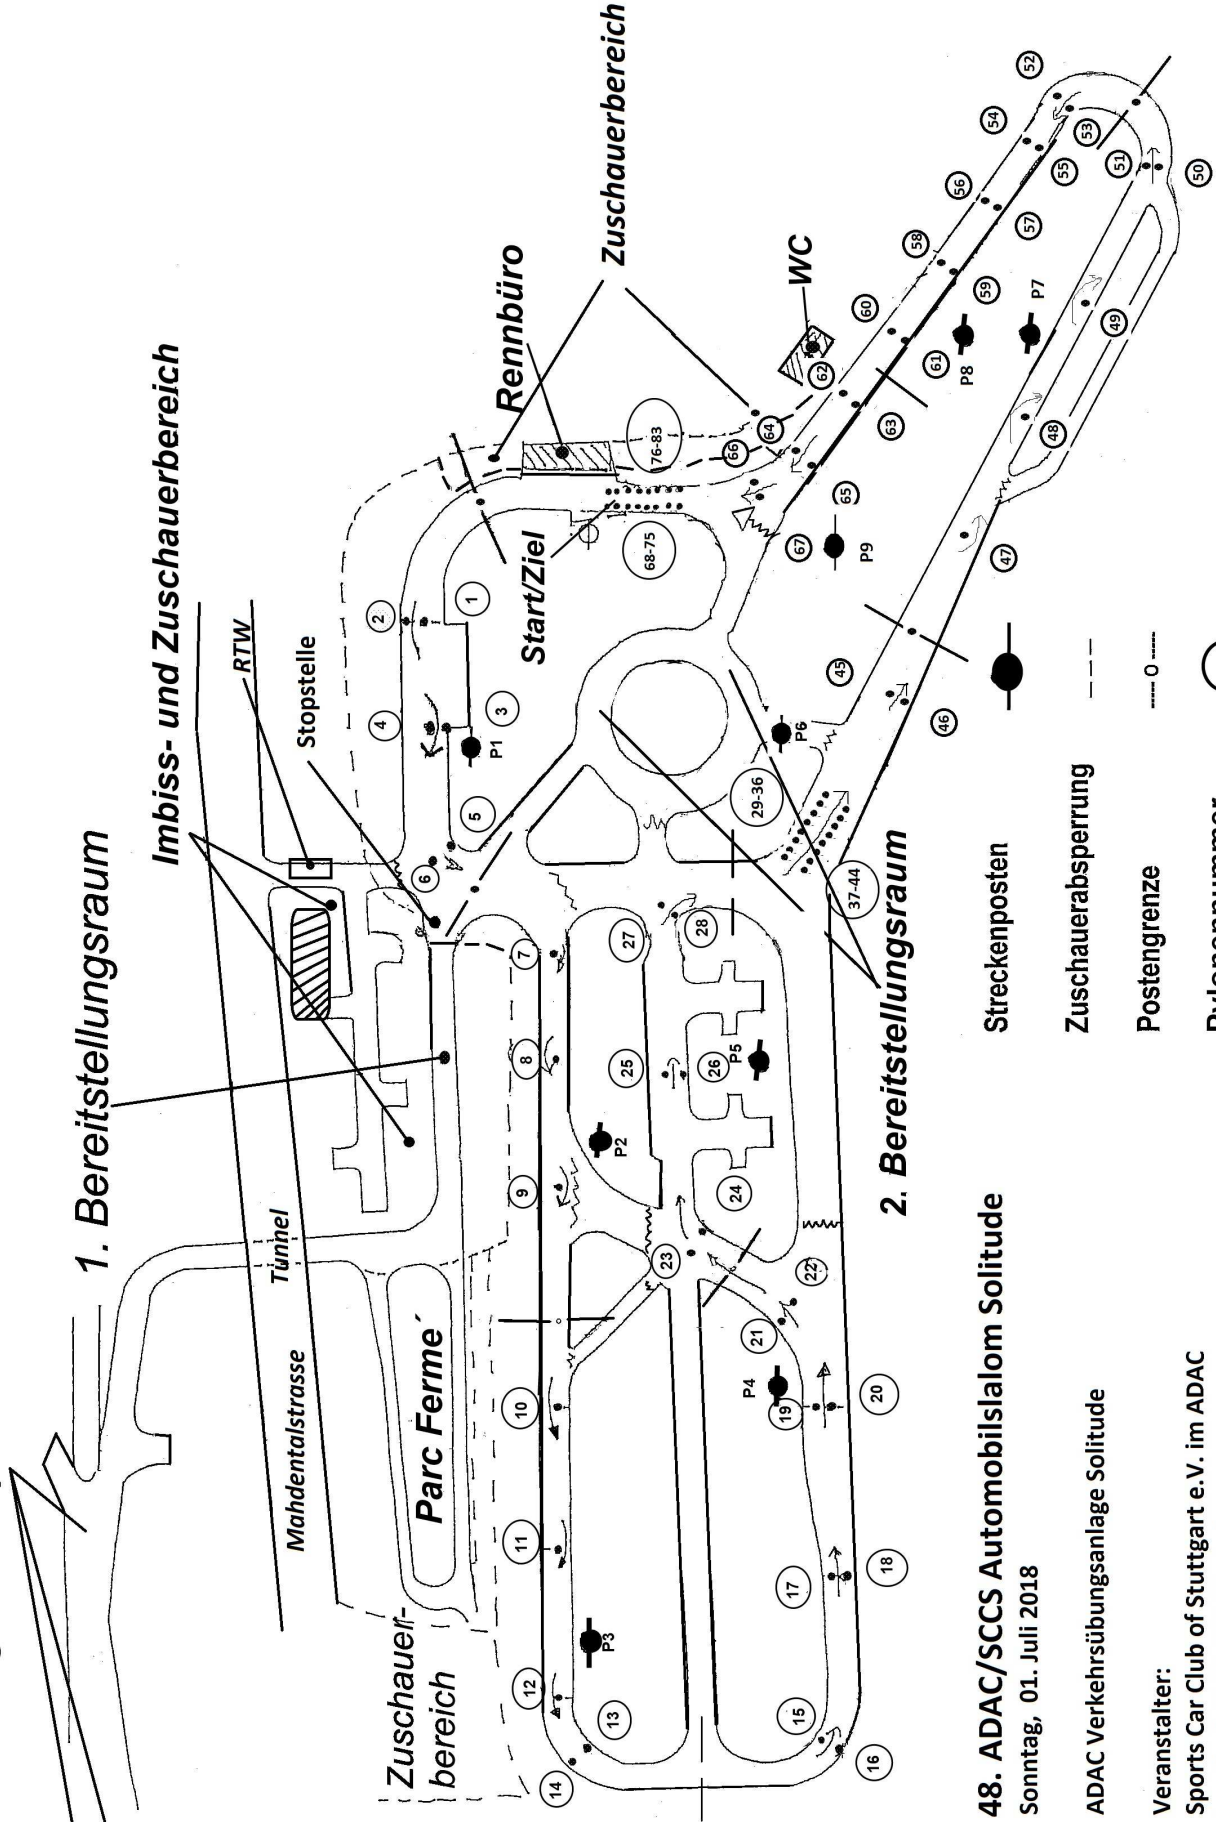 1. Bereitstellungsraum
Imbiss- und Zuschauerbereich
RTW
Stopstelle
Rennbüro
Zuschauerbereich
WC
Start/Ziel
Tunnel
Mahdentalstrasse
Parc Fermé
Zuschauer-
bereich
2. Bereitstellungsraum
1
2
3
4
5
6
7
8
9
10
11
12
13
14
15
16
17
18
19
20
21
22
23
24
25
26
27
28
29-36
37-44
45
46
47
48
49
50
51
52
53
54
55
56
57
58
59
60
61
62
63
64
65
66
67
68-75
76-83
P1
P2
P3
P4
P5
P6
P7
P8
P9
48. ADAC/SCCS Automobilslalom Solitude
Sonntag, 01. Juli 2018
ADAC Verkehrsübungsanlage Solitude
Veranstalter:
Sports Car Club of Stuttgart e.V. im ADAC
Streckenposten
Zuschauerabsperrung
Postengrenze